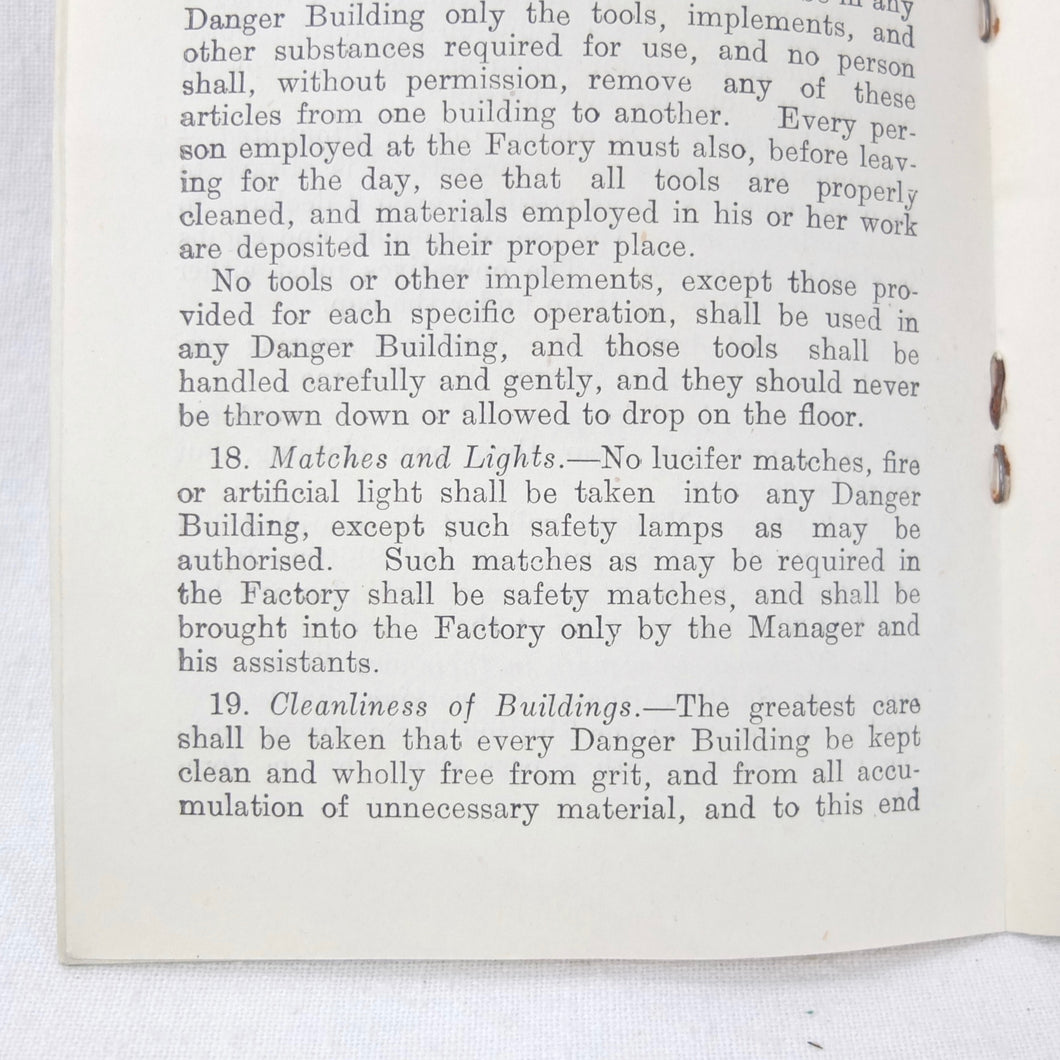 in any
Danger Building only the tools, implements, and
other substances required for use, and no person
shall, without permission, remove any of these
articles from one building to another. Every per-
son employed at the Factory must also, before leav-
ing for the day, see that all tools are properly
cleaned, and materials employed in his or her work
are deposited in their proper place.
No tools or other implements, except those pro-
vided for each specific operation, shall be used in
any Danger Building, and those tools shall be
handled carefully and gently, and they should never
be thrown down or allowed to drop on the floor.
18. Matches and Lights.—No lucifer matches, fire
or artificial light shall be taken into any Danger
Building, except such safety lamps as may be
authorised. Such matches as may be required in
the Factory shall be safety matches, and shall be
brought into the Factory only by the Manager and
his assistants.
19. Cleanliness of Buildings.—The greatest care
shall be taken that every Danger Building be kept
clean and wholly free from grit, and from all accu-
mulation of unnecessary material, and to this end